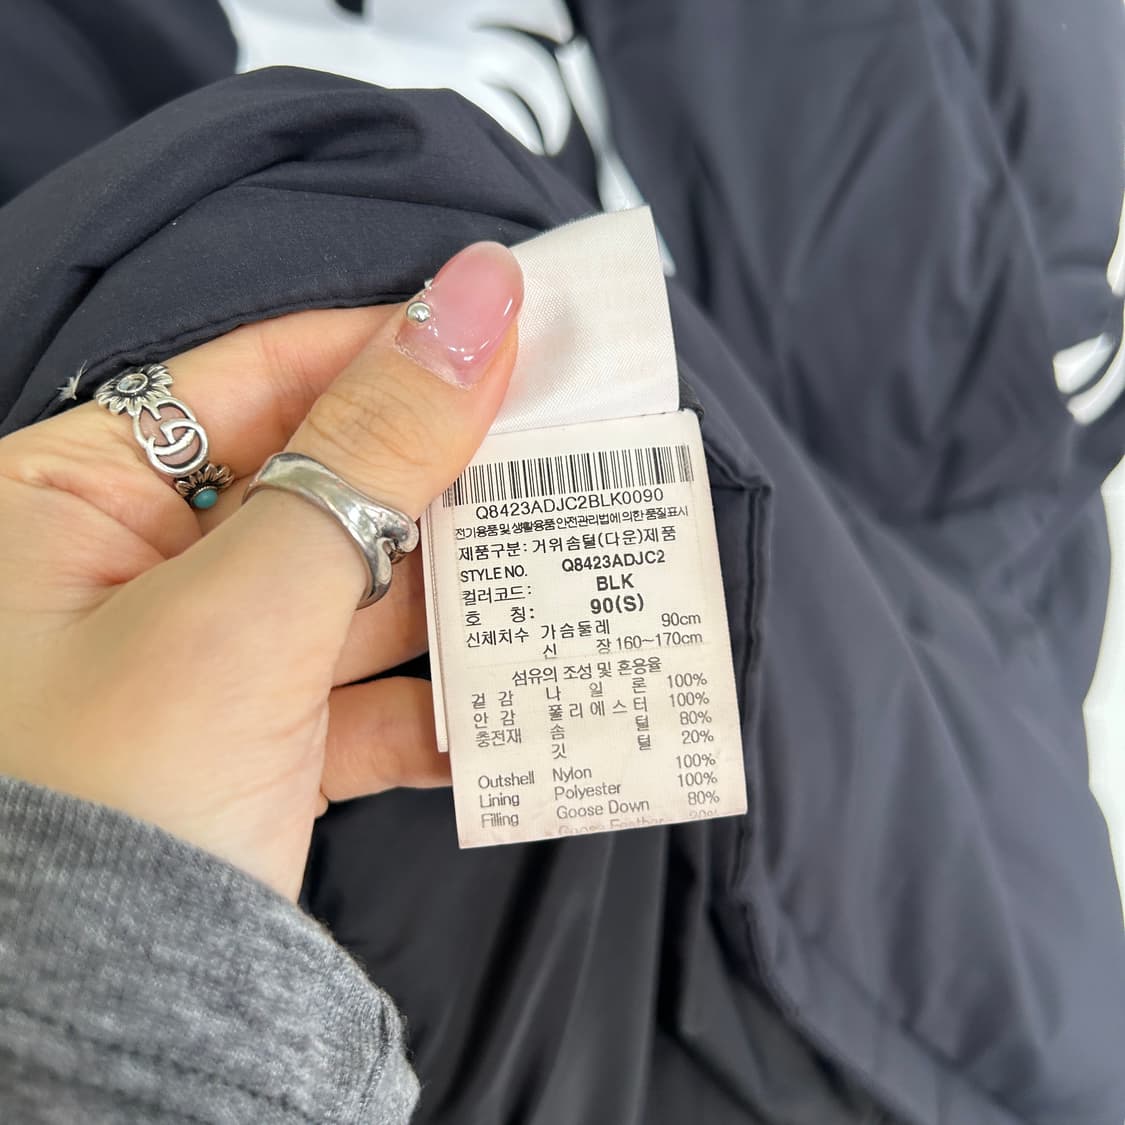 Q8423ADJC2BLK0090
전기용품 및 생활용품 안전관리법에 의한 품질표시
제품구분: 거위솜털(다운)제품
STYLE NO. Q8423ADJC2
컬러코드: BLK
호 칭: 90(S)
신체치수 가슴둘레 90cm
신 장 160~170cm
섬유의 조성 및 혼용율
겉 감 나 일 론 100%
안 감 폴리에스터 100%
충전재 솜 털 80%
깃 털 20%
Outshell Nylon 100%
Lining Polyester 100%
Filling Goose Down 80%
Goose Feather 20%